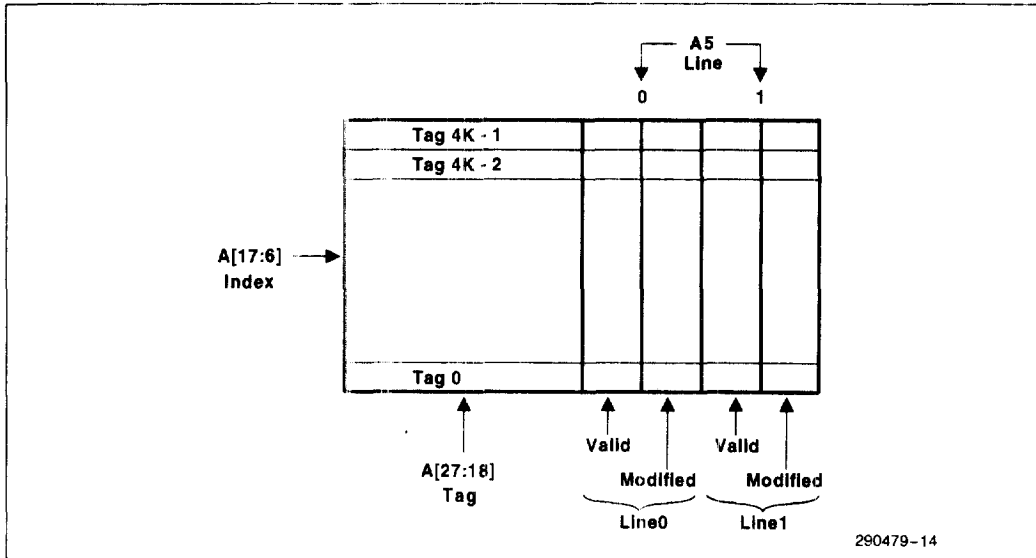 A5
Line
0 1
Tag 4K - 1
Tag 4K - 2
A[17:6]
Index
Tag 0
Valid Valid
A[27:18]
Tag
Modified Modified
Line0 Line1
290479-14